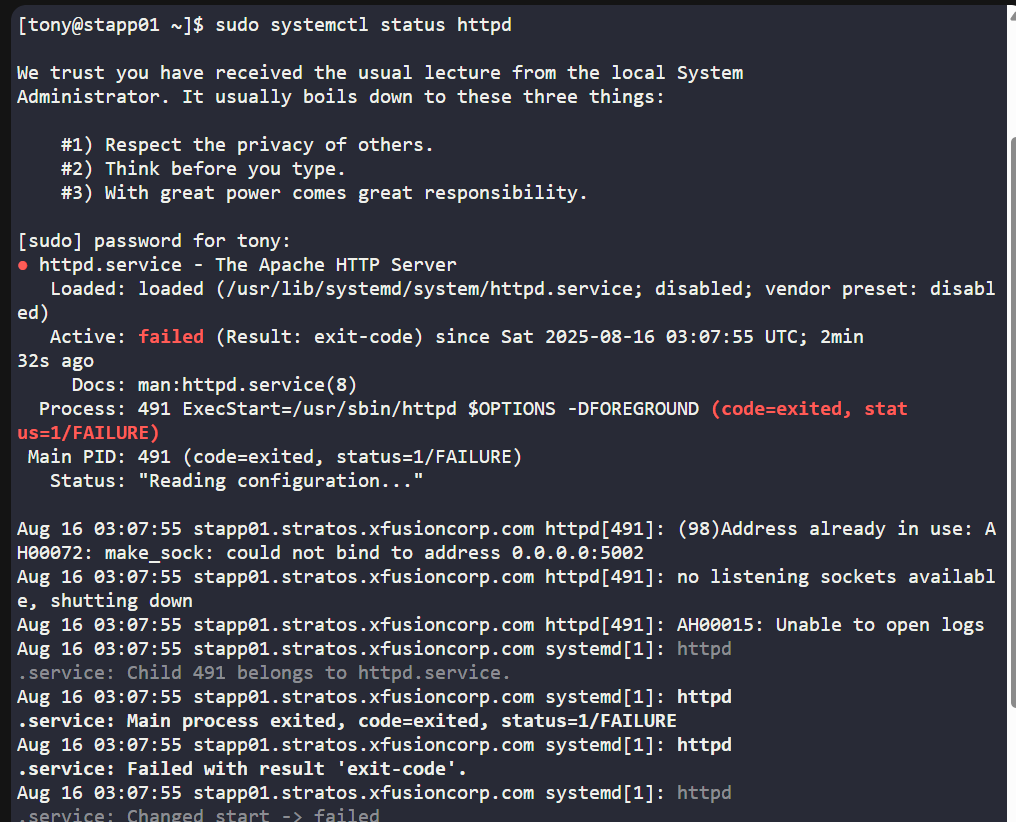 [tony@stapp01 ~]$ sudo systemctl status httpd
We trust you have received the usual lecture from the local System
Administrator. It usually boils down to these three things:
#1) Respect the privacy of others.
#2) Think before you type.
#3) With great power comes great responsibility.
[sudo] password for tony:
● httpd.service - The Apache HTTP Server
Loaded: loaded (/usr/lib/systemd/system/httpd.service; disabled; vendor preset: disabl
ed)
Active: failed (Result: exit-code) since Sat 2025-08-16 03:07:55 UTC; 2min
32s ago
Docs: man:httpd.service(8)
Process: 491 ExecStart=/usr/sbin/httpd $OPTIONS -DFOREGROUND (code=exited, stat
us=1/FAILURE)
Main PID: 491 (code=exited, status=1/FAILURE)
Status: "Reading configuration..."
Aug 16 03:07:55 stapp01.stratos.xfusioncorp.com httpd[491]: (98)Address already in use: A
H00072: make_sock: could not bind to address 0.0.0.0:5002
Aug 16 03:07:55 stapp01.stratos.xfusioncorp.com httpd[491]: no listening sockets availabl
e, shutting down
Aug 16 03:07:55 stapp01.stratos.xfusioncorp.com httpd[491]: AH00015: Unable to open logs
Aug 16 03:07:55 stapp01.stratos.xfusioncorp.com systemd[1]: httpd
.service: Child 491 belongs to httpd.service.
Aug 16 03:07:55 stapp01.stratos.xfusioncorp.com systemd[1]: httpd
.service: Main process exited, code=exited, status=1/FAILURE
Aug 16 03:07:55 stapp01.stratos.xfusioncorp.com systemd[1]: httpd
.service: Failed with result 'exit-code'.
Aug 16 03:07:55 stapp01.stratos.xfusioncorp.com systemd[1]: httpd
.service: Changed start -> failed